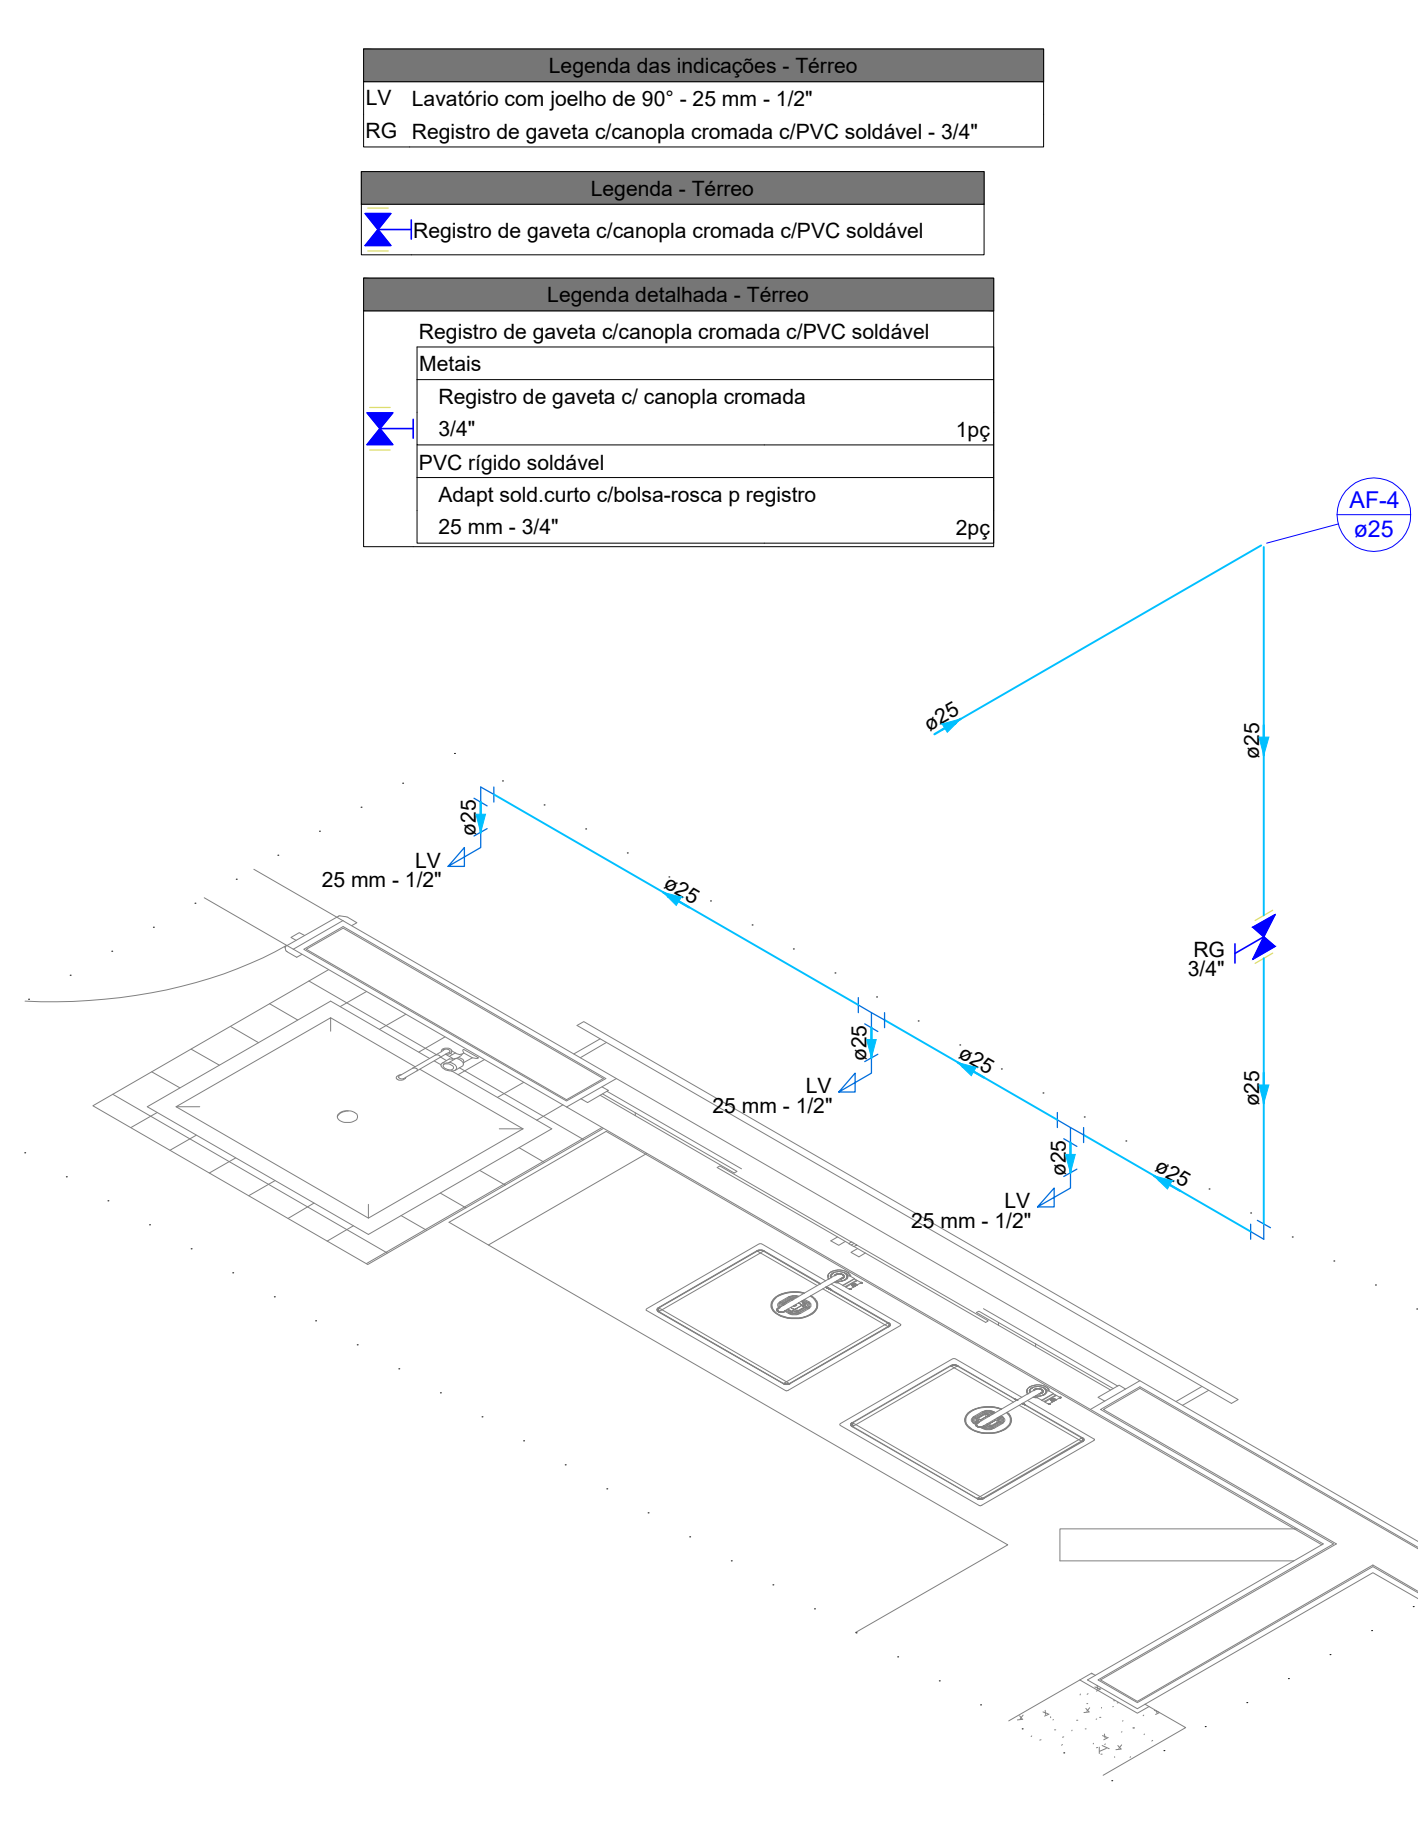 Legenda das indicações - Térreo
LV Lavatório com joelho de 90° - 25 mm - 1/2"
RG Registro de gaveta c/canopla cromada c/PVC soldável - 3/4"
Legenda - Térreo
Registro de gaveta c/canopla cromada c/PVC soldável
Legenda detalhada - Térreo
Registro de gaveta c/canopla cromada c/PVC soldável
Metais
Registro de gaveta c/ canopla cromada
3/4" 1pç
PVC rígido soldável
Adapt sold.curto c/bolsa-rosca p registro
25 mm - 3/4" 2pç
AF-4
ø25
ø25
ø25
ø25
LV
25 mm - 1/2"
ø25
RG
3/4"
ø25
LV
25 mm - 1/2"
ø25
ø25
ø25
LV
25 mm - 1/2"
ø25